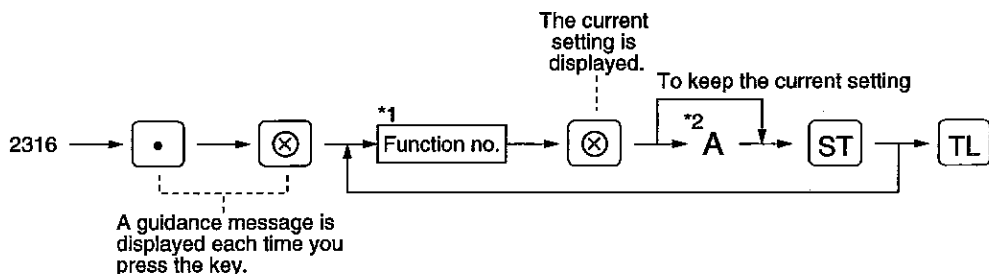 The current
setting is
displayed.
To keep the current setting
*1
*2
2316
•
⊗
Function no.
⊗
A
ST
TL
A guidance message is
displayed each time you
press the key.